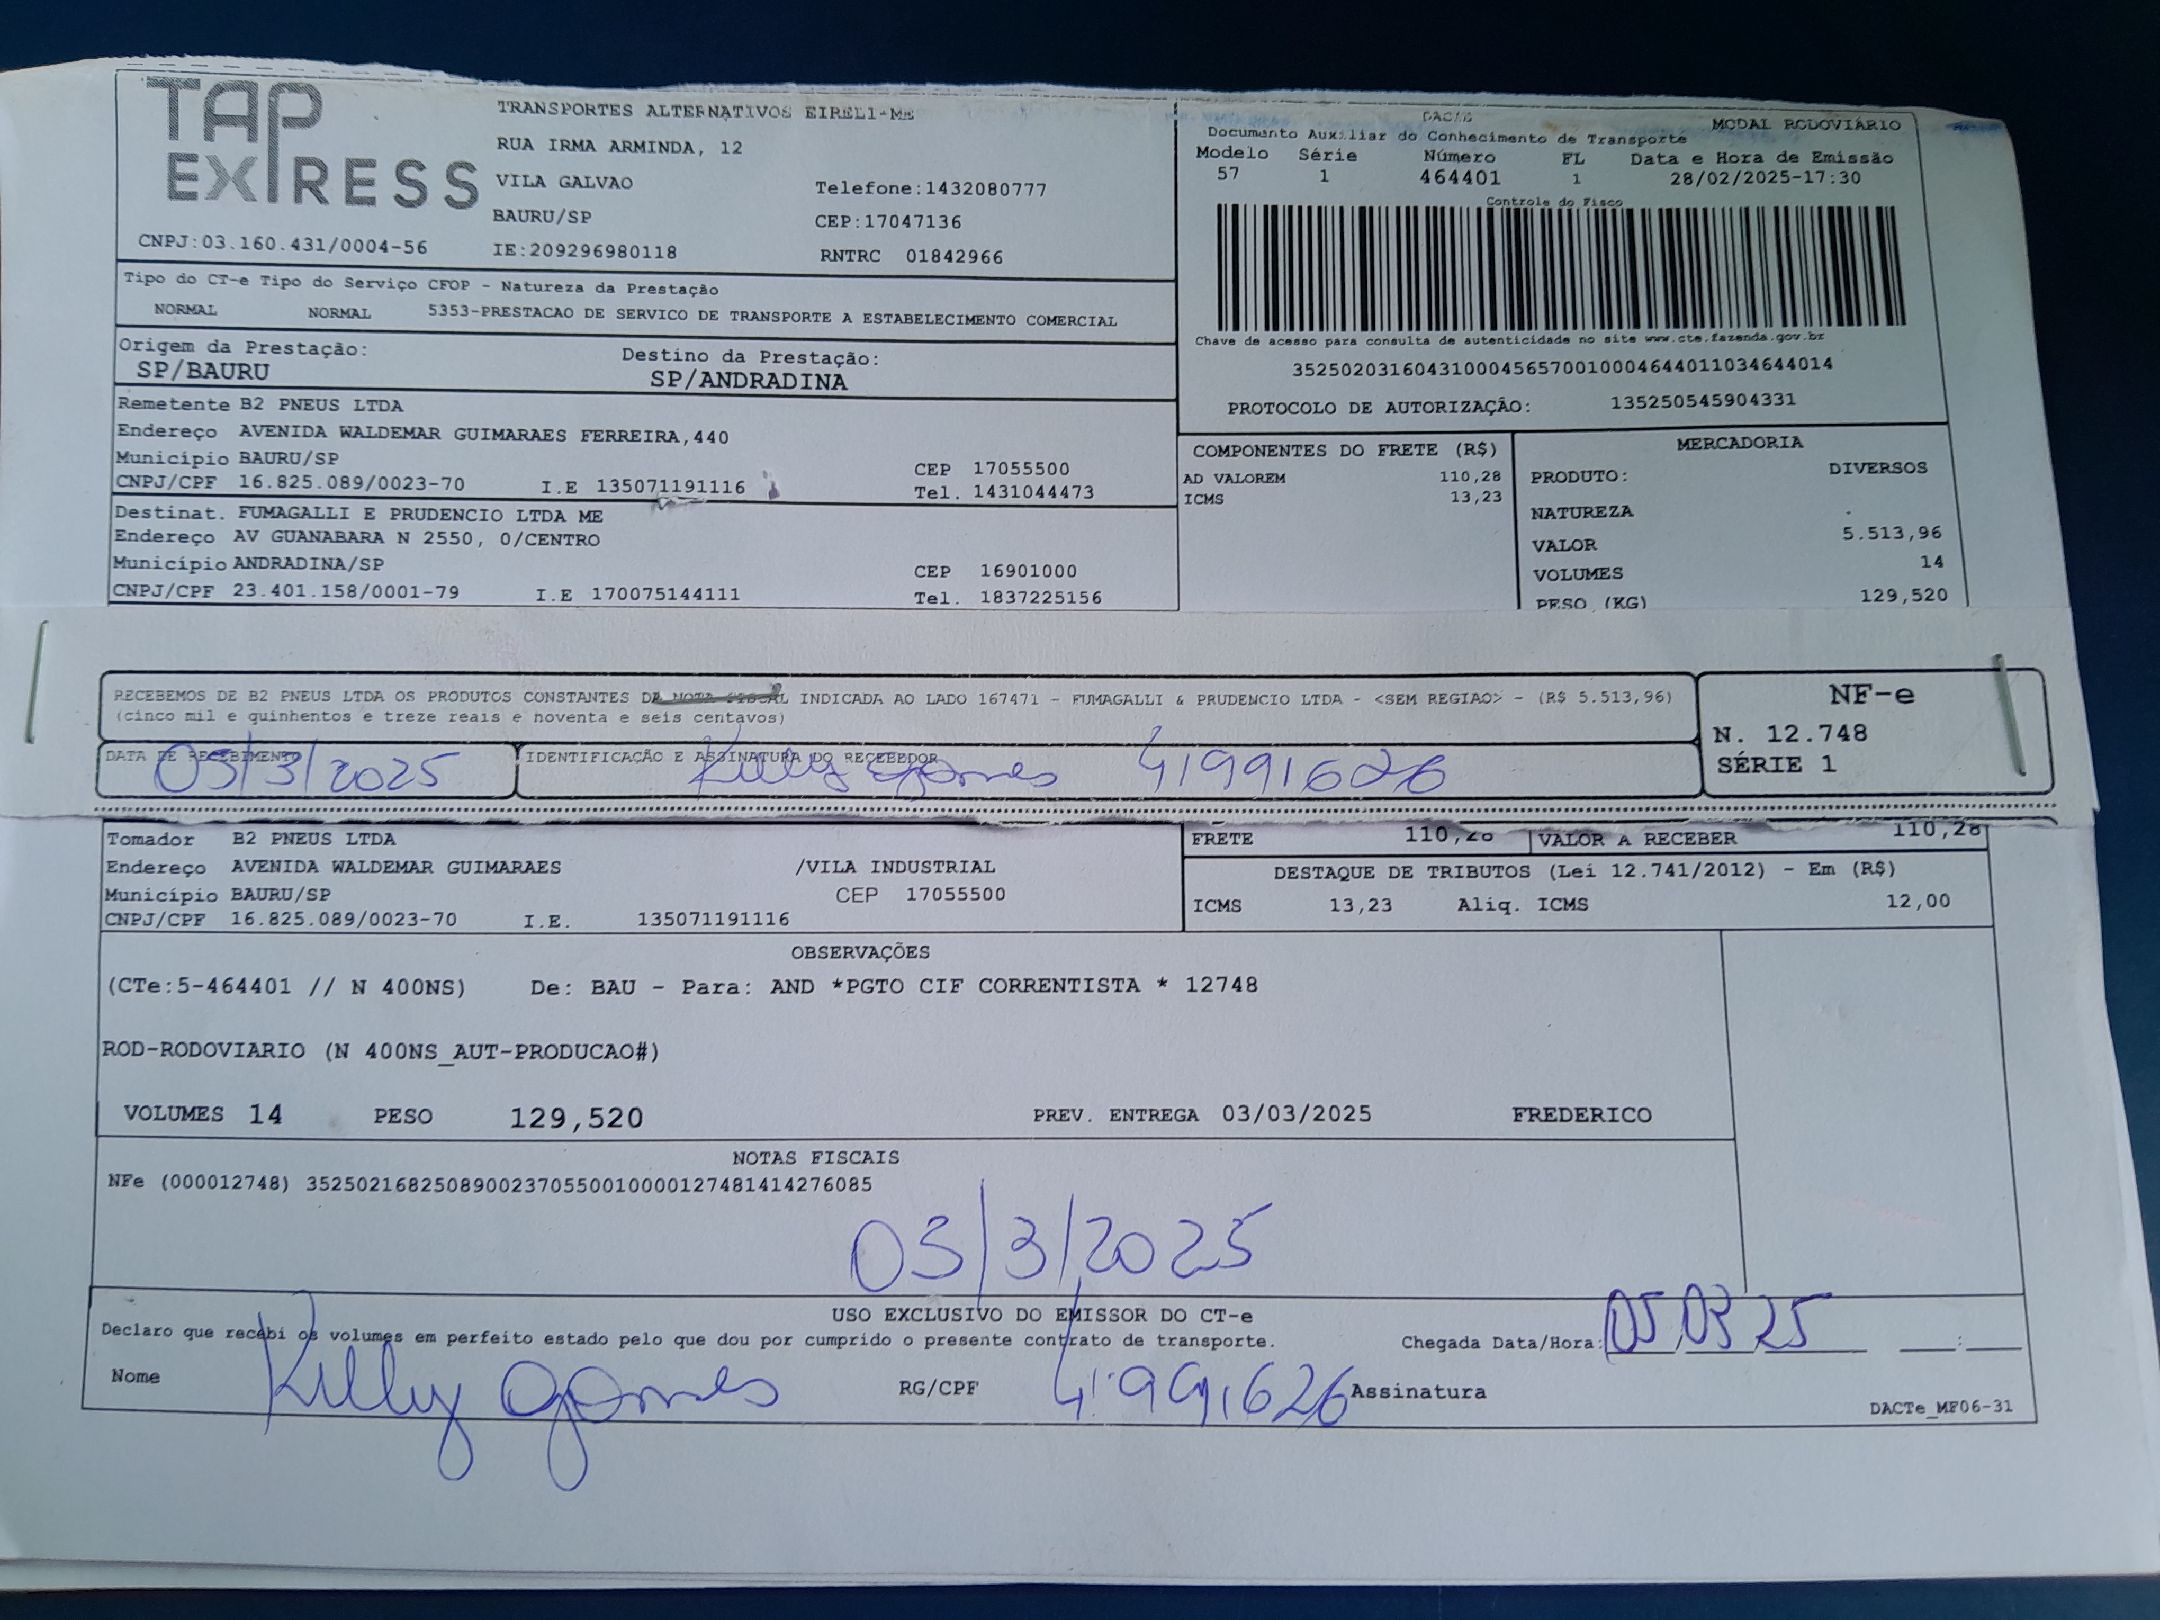 TAP EXPRESS
TRANSPORTES ALTERNATIVOS EIRELI-ME
RUA IRMA ARMINDA, 12
VILA GALVAO Telefone:1432080777
BAURU/SP CEP:17047136
CNPJ:03.160.431/0004-56 IE:209296980118 RNTRC 01842966
DACTE MODAL RODOVIÁRIO
Documento Auxiliar do Conhecimento de Transporte
Modelo Série Número FL Data e Hora de Emissão
57 1 464401 1 28/02/2025-17:30
Controle do Fisco
Chave de acesso para consulta de autenticidade no site www.cte.fazenda.gov.br
35250203160431000456570010004644011034644014
PROTOCOLO DE AUTORIZAÇÃO: 135250545904331
Tipo do CT-e Tipo do Serviço CFOP - Natureza da Prestação
NORMAL NORMAL 5353-PRESTACAO DE SERVICO DE TRANSPORTE A ESTABELECIMENTO COMERCIAL
Origem da Prestação: Destino da Prestação:
SP/BAURU SP/ANDRADINA
Remetente B2 PNEUS LTDA
Endereço AVENIDA WALDEMAR GUIMARAES FERREIRA,440
Município BAURU/SP CEP 17055500
CNPJ/CPF 16.825.089/0023-70 I.E 135071191116 Tel. 1431044473
Destinat. FUMAGALLI E PRUDENCIO LTDA ME
Endereço AV GUANABARA N 2550, 0/CENTRO
Município ANDRADINA/SP CEP 16901000
CNPJ/CPF 23.401.158/0001-79 I.E 170075144111 Tel. 1837225156
COMPONENTES DO FRETE (R$)
AD VALOREM 110,28
ICMS 13,23
MERCADORIA
PRODUTO: DIVERSOS
NATUREZA .
VALOR 5.513,96
VOLUMES 14
PESO (KG) 129,520
RECEBEMOS DE B2 PNEUS LTDA OS PRODUTOS CONSTANTES DA NOTA FISCAL INDICADA AO LADO 167471 - FUMAGALLI & PRUDENCIO LTDA - <SEM REGIAO> - (R$ 5.513,96)
(cinco mil e quinhentos e treze reais e noventa e seis centavos)
DATA DE RECEBIMENTO IDENTIFICAÇÃO E ASSINATURA DO RECEBEDOR
05/3/2025 Killy Gomes 41991626
NF-e
N. 12.748
SÉRIE 1
Tomador B2 PNEUS LTDA
Endereço AVENIDA WALDEMAR GUIMARAES /VILA INDUSTRIAL
Município BAURU/SP CEP 17055500
CNPJ/CPF 16.825.089/0023-70 I.E. 135071191116
FRETE 110,28 VALOR A RECEBER 110,28
DESTAQUE DE TRIBUTOS (Lei 12.741/2012) - Em (R$)
ICMS 13,23 Aliq. ICMS 12,00
OBSERVAÇÕES
(CTe:5-464401 // N 400NS) De: BAU - Para: AND *PGTO CIF CORRENTISTA * 12748
ROD-RODOVIARIO (N 400NS_AUT-PRODUCAO#)
VOLUMES 14 PESO 129,520 PREV. ENTREGA 03/03/2025 FREDERICO
NOTAS FISCAIS
NFe (000012748) 35250216825089002370550010000127481414276085
05/3/2025
USO EXCLUSIVO DO EMISSOR DO CT-e
Declaro que recebi os volumes em perfeito estado pelo que dou por cumprido o presente contrato de transporte. Chegada Data/Hora: 05/03/25 __:__
Nome Killy Gomes RG/CPF 41991626 Assinatura
DACTe_MF06-31